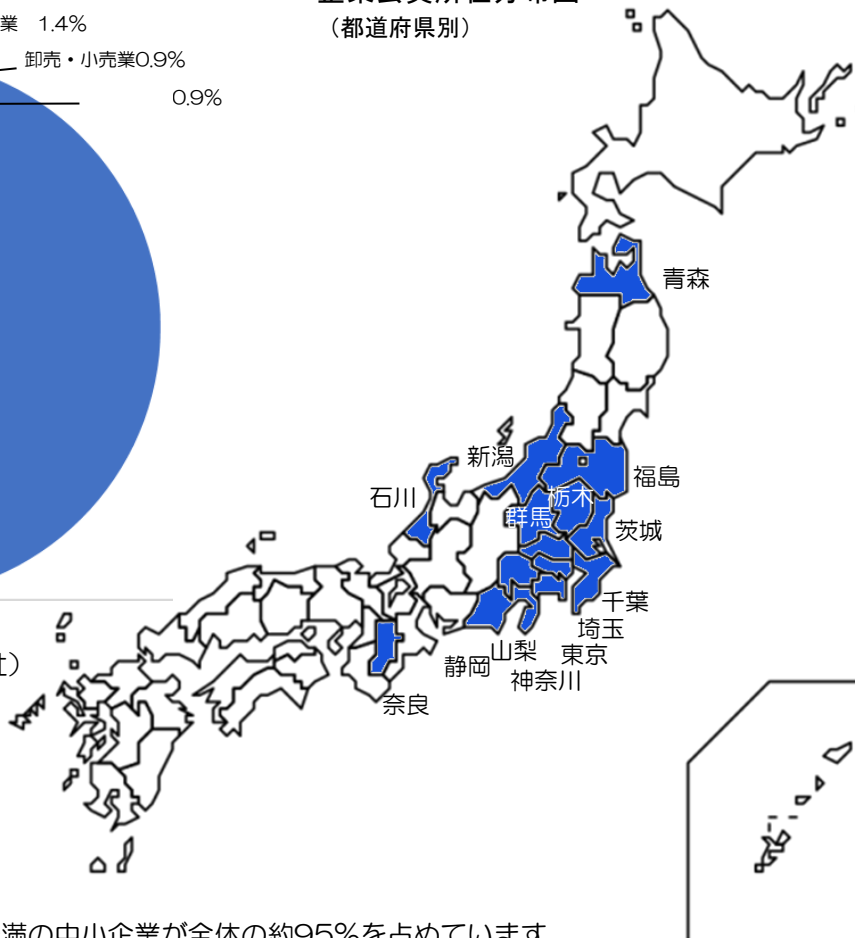 （都道府県別）
業 1.4%
卸売・小売業0.9%
0.9%
青森
新潟
福島
石川
栃木
群馬
茨城
千葉
埼玉
東京
山梨
静岡
神奈川
奈良
社）
満の中小企業が全体の約95%を占めています